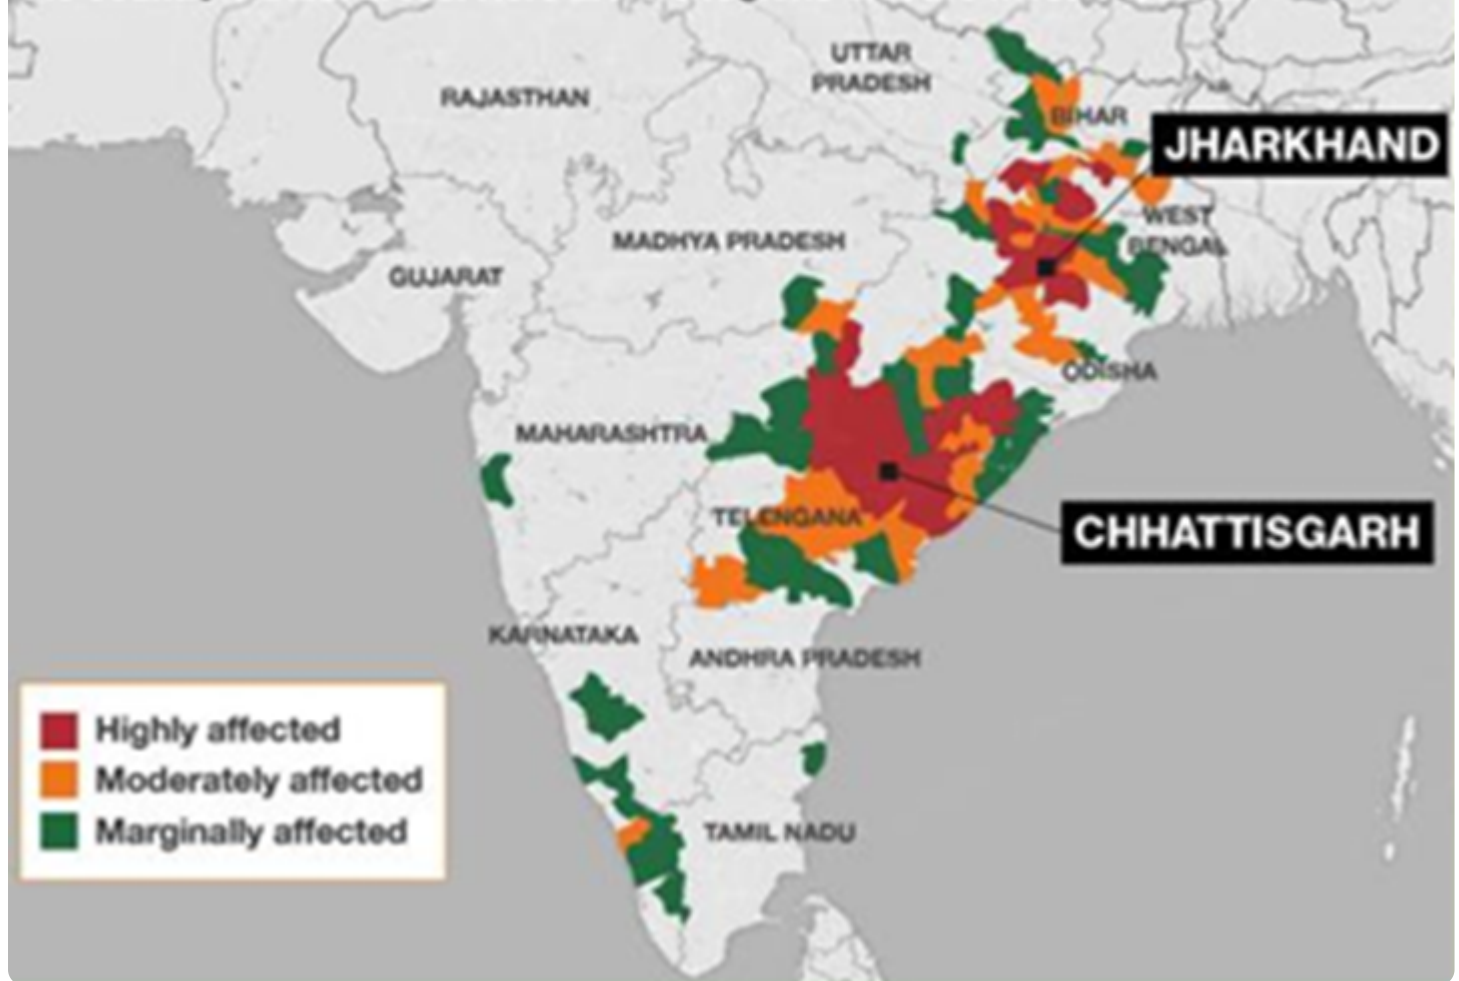 UTTAR
PRADESH
RAJASTHAN
BIHAR
JHARKHAND
WEST
BENGAL
MADHYA PRADESH
GUJARAT
ODISHA
MAHARASHTRA
TELENGANA
CHHATTISGARH
KARNATAKA
ANDHRA PRADESH
Highly affected
Moderately affected
Marginally affected
TAMIL NADU